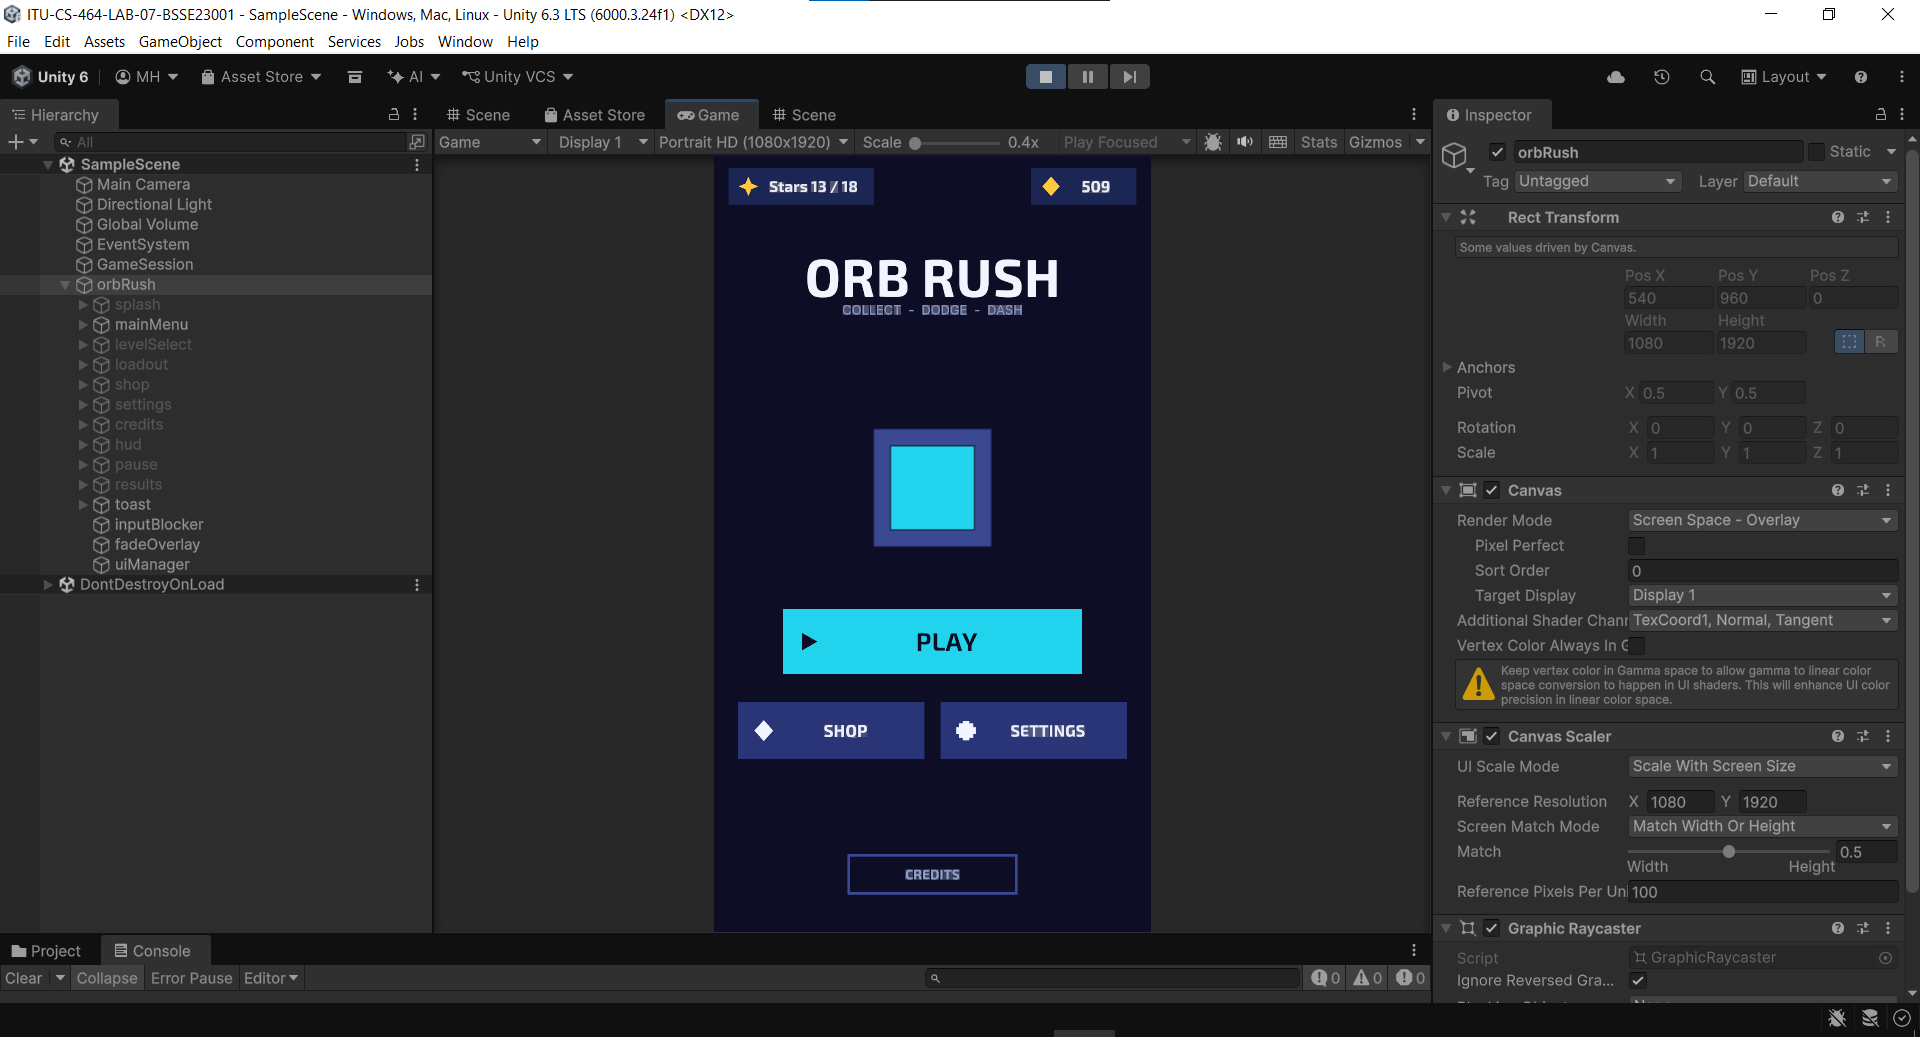 ITU-CS-464-LAB-07-BSSE23001 - SampleScene - Windows, Mac, Linux - Unity 6.3 LTS (6000.3.24f1) <DX12>
File Edit Assets GameObject Component Services Jobs Window Help
Unity 6 MH Asset Store AI Unity VCS Layout
Hierarchy
All
SampleScene
Main Camera
Directional Light
Global Volume
EventSystem
GameSession
orbRush
splash
mainMenu
levelSelect
loadout
shop
settings
credits
hud
pause
results
toast
inputBlocker
fadeOverlay
uiManager
DontDestroyOnLoad
Scene Asset Store Game Scene
Game Display 1 Portrait HD (1080x1920) Scale 0.4x Play Focused Stats Gizmos
Stars 13 / 18 509
ORB RUSH
COLLECT - DODGE - DASH
PLAY
SHOP SETTINGS
CREDITS
Project Console
Clear Collapse Error Pause Editor 0 0 0
Inspector
orbRush Static
Tag Untagged Layer Default
Rect Transform
Some values driven by Canvas.
Pos X Pos Y Pos Z
540 960 0
Width Height
1080 1920 R
Anchors
Pivot X 0.5 Y 0.5
Rotation X 0 Y 0 Z 0
Scale X 1 Y 1 Z 1
Canvas
Render Mode Screen Space - Overlay
Pixel Perfect
Sort Order 0
Target Display Display 1
Additional Shader Chann TexCoord1, Normal, Tangent
Vertex Color Always In G
Keep vertex color in Gamma space to allow gamma to linear color
space conversion to happen in UI shaders. This will enhance UI color
precision in linear color space.
Canvas Scaler
UI Scale Mode Scale With Screen Size
Reference Resolution X 1080 Y 1920
Screen Match Mode Match Width Or Height
Match 0.5
Width Height
Reference Pixels Per Uni 100
Graphic Raycaster
Script GraphicRaycaster
Ignore Reversed Gra...